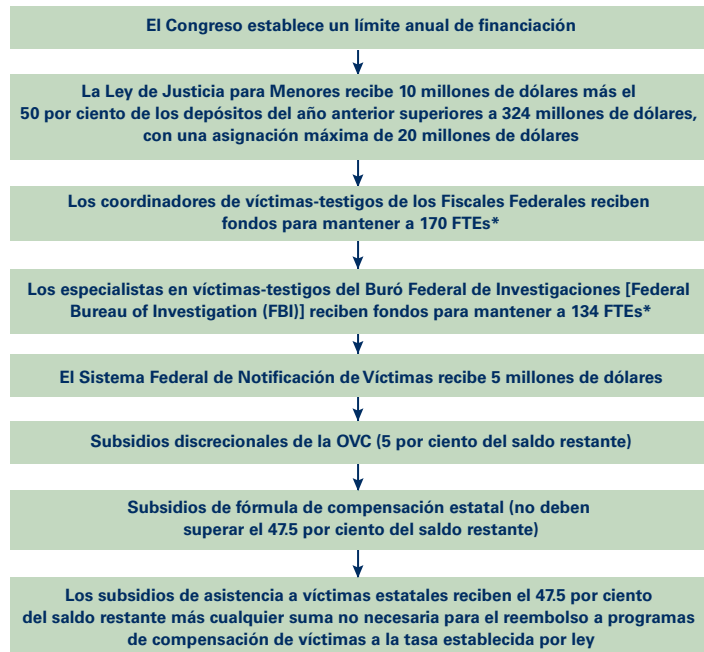 El Congreso establece un límite anual de financiación
La Ley de Justicia para Menores recibe 10 millones de dólares más el
50 por ciento de los depósitos del año anterior superiores a 324 millones de dólares,
con una asignación máxima de 20 millones de dólares
Los coordinadores de víctimas-testigos de los Fiscales Federales reciben
fondos para mantener a 170 FTEs*
Los especialistas en víctimas-testigos del Buró Federal de Investigaciones [Federal
Bureau of Investigation (FBI)] reciben fondos para mantener a 134 FTEs*
El Sistema Federal de Notificación de Víctimas recibe 5 millones de dólares
Subsidios discrecionales de la OVC (5 por ciento del saldo restante)
Subsidios de fórmula de compensación estatal (no deben
superar el 47.5 por ciento del saldo restante)
Los subsidios de asistencia a víctimas estatales reciben el 47.5 por ciento
del saldo restante más cualquier suma no necesaria para el reembolso a programas
de compensación de víctimas a la tasa establecida por ley